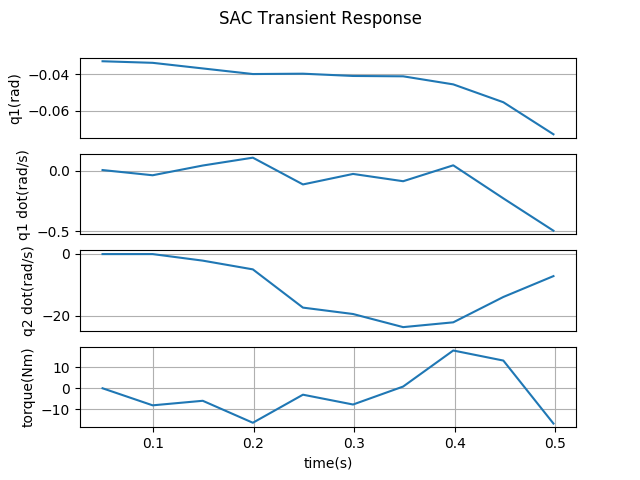 SAC Transient Response
q1(rad)
−0.04
−0.06
q1 dot(rad/s)
0.0
−0.5
q2 dot(rad/s)
0
−20
torque(Nm)
10
0
−10
0.1 0.2 0.3 0.4 0.5
time(s)